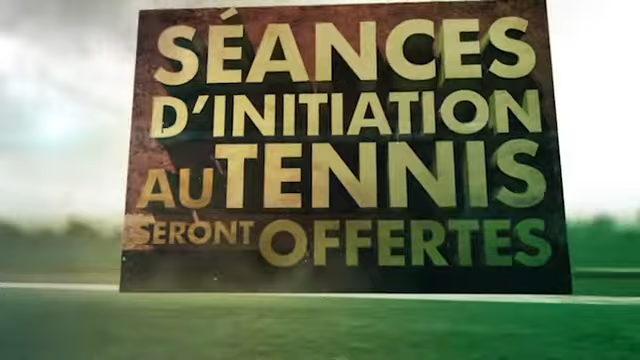 SÉANCES
D'INITIATION
AU TENNIS
SERONT OFFERTES